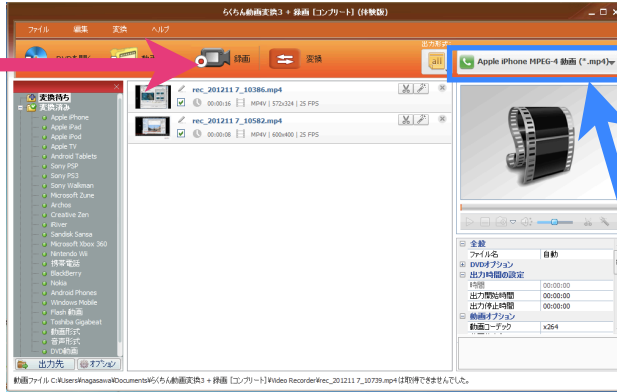 らくちん動画変換3 + 録画 [コンプリート] (体験版)
ファイル 編集 変換 ヘルプ
録画 変換
出力形式
all
Apple iPhone MPEG-4 動画 (*.mp4)
変換待ち
変換済み
Apple iPhone
Apple iPad
Apple iPod
Apple TV
Android Tablets
Sony PSP
Sony PS3
Sony Walkman
Microsoft Zune
Archos
Creative Zen
iRiver
Sandisk Sansa
Microsoft Xbox 360
Nintendo Wii
携帯電話
BlackBerry
Nokia
Android Phones
Windows Mobile
Flash 動画
Toshiba Gigabeat
動画形式
音声形式
DVD動画
出力先 オプション
rec_201211 7_10386.mp4
00:00:16 MP4V | 572x324 | 25 FPS
rec_201211 7_10582.mp4
00:00:08 MP4V | 600x400 | 25 FPS
全般
ファイル名 自動
DVDオプション
出力時間の設定
時間 00:00:00
出力開始時間 00:00:00
出力停止時間 00:00:00
動画オプション
動画コーデック x264
動画ファイル C:¥Users¥nagasawa¥Documents¥らくちん動画変換3 + 録画 [コンプリート]¥Video Recorder¥rec_201211 7_10739.mp4 は取得できませんでした。